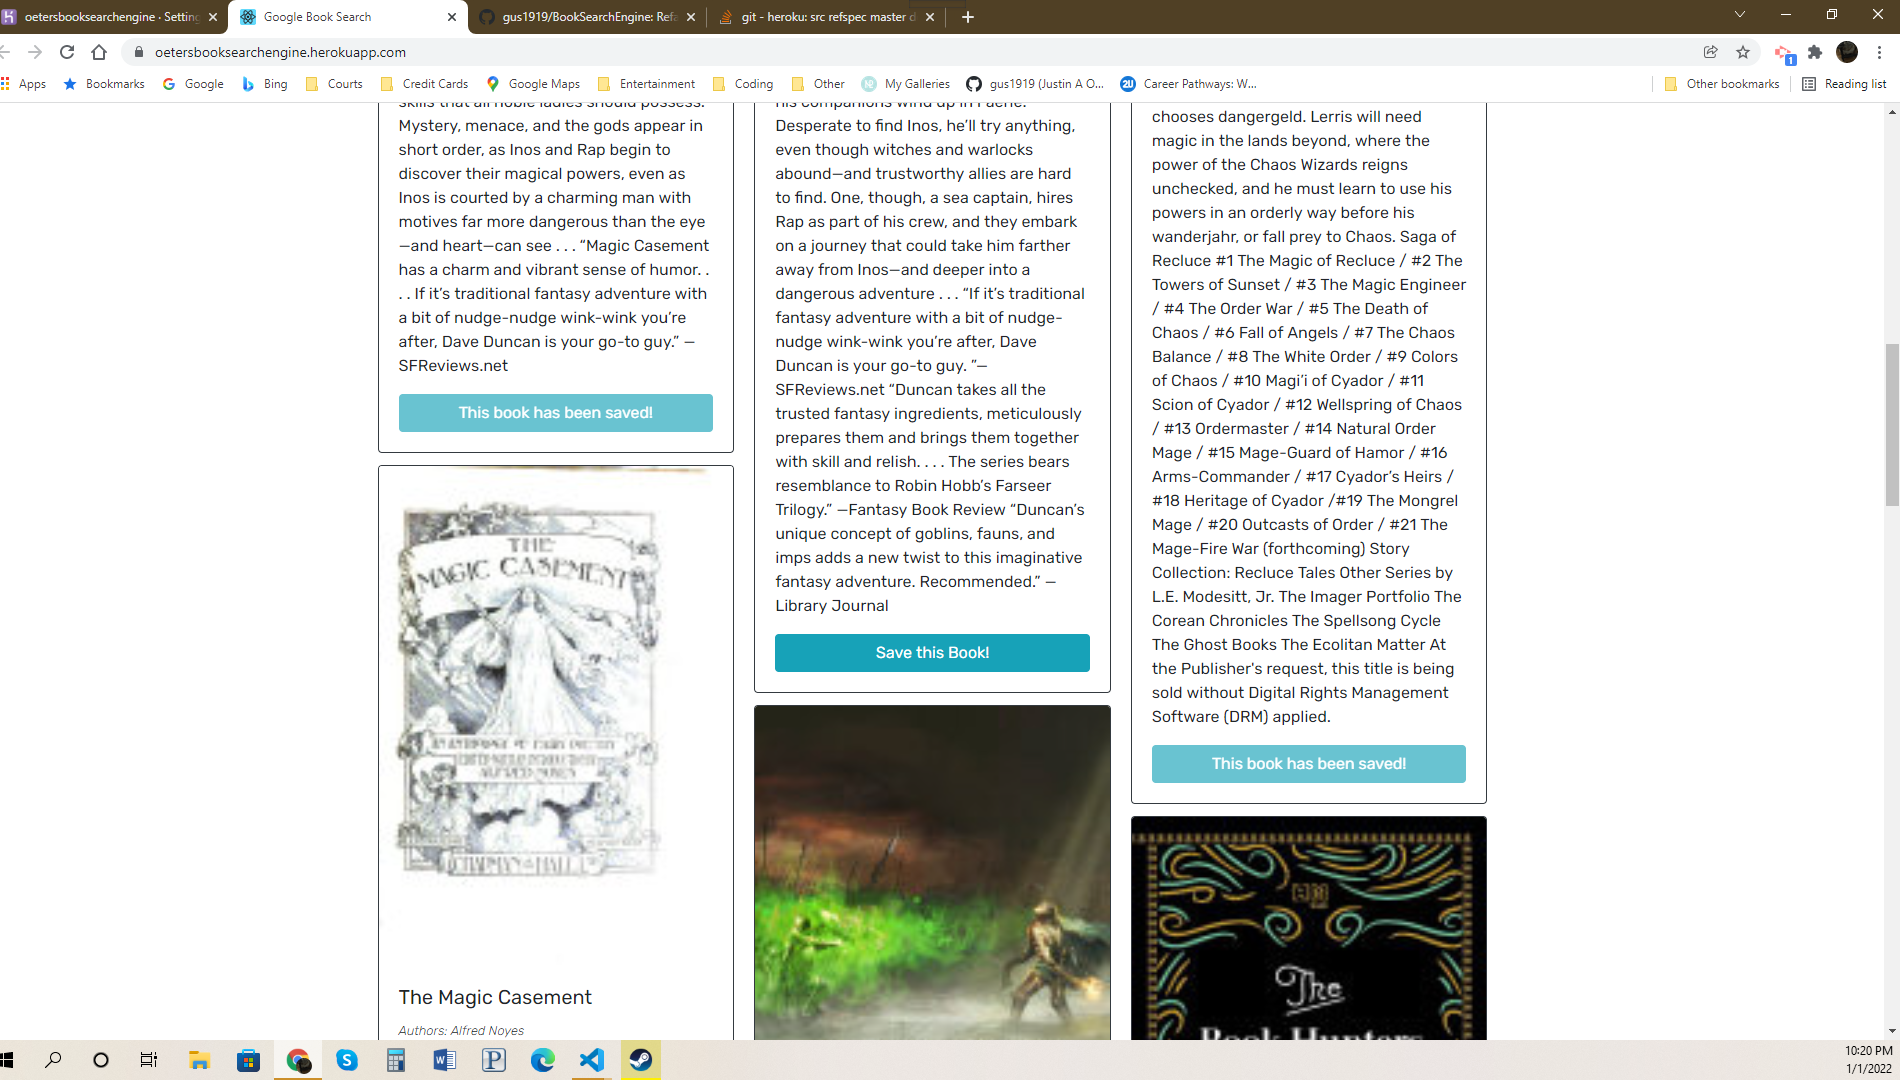 oetersbooksearchengine · Setting
Google Book Search
gus1919/BookSearchEngine: Refa
git - heroku: src refspec master d
oetersbooksearchengine.herokuapp.com
1
Apps
Bookmarks
Google
Bing
Courts
Credit Cards
Google Maps
Entertainment
Coding
Other
My Galleries
gus1919 (Justin A O...
Career Pathways: W...
Other bookmarks
Reading list
skills that all noble ladies should possess.
Mystery, menace, and the gods appear in
short order, as Inos and Rap begin to
discover their magical powers, even as
Inos is courted by a charming man with
motives far more dangerous than the eye
—and heart—can see . . . “Magic Casement
has a charm and vibrant sense of humor. .
. . If it’s traditional fantasy adventure with
a bit of nudge-nudge wink-wink you’re
after, Dave Duncan is your go-to guy.” —
SFReviews.net
This book has been saved!
THE
MAGIC CASEMENT
ALFRED NOYES
CHAPMAN & HALL LTD
The Magic Casement
Authors: Alfred Noyes
his companions wind up in Faerie.
Desperate to find Inos, he’ll try anything,
even though witches and warlocks
abound—and trustworthy allies are hard
to find. One, though, a sea captain, hires
Rap as part of his crew, and they embark
on a journey that could take him farther
away from Inos—and deeper into a
dangerous adventure . . . “If it’s traditional
fantasy adventure with a bit of nudge-
nudge wink-wink you’re after, Dave
Duncan is your go-to guy. ”—
SFReviews.net “Duncan takes all the
trusted fantasy ingredients, meticulously
prepares them and brings them together
with skill and relish. . . . The series bears
resemblance to Robin Hobb’s Farseer
Trilogy.” —Fantasy Book Review “Duncan’s
unique concept of goblins, fauns, and
imps adds a new twist to this imaginative
fantasy adventure. Recommended.” —
Library Journal
Save this Book!
chooses dangergeld. Lerris will need
magic in the lands beyond, where the
power of the Chaos Wizards reigns
unchecked, and he must learn to use his
powers in an orderly way before his
wanderjahr, or fall prey to Chaos. Saga of
Recluce #1 The Magic of Recluce / #2 The
Towers of Sunset / #3 The Magic Engineer
/ #4 The Order War / #5 The Death of
Chaos / #6 Fall of Angels / #7 The Chaos
Balance / #8 The White Order / #9 Colors
of Chaos / #10 Magi’i of Cyador / #11
Scion of Cyador / #12 Wellspring of Chaos
/ #13 Ordermaster / #14 Natural Order
Mage / #15 Mage-Guard of Hamor / #16
Arms-Commander / #17 Cyador’s Heirs /
#18 Heritage of Cyador /#19 The Mongrel
Mage / #20 Outcasts of Order / #21 The
Mage-Fire War (forthcoming) Story
Collection: Recluce Tales Other Series by
L.E. Modesitt, Jr. The Imager Portfolio The
Corean Chronicles The Spellsong Cycle
The Ghost Books The Ecolitan Matter At
the Publisher's request, this title is being
sold without Digital Rights Management
Software (DRM) applied.
This book has been saved!
The
Book Hunters
10:20 PM
1/1/2022